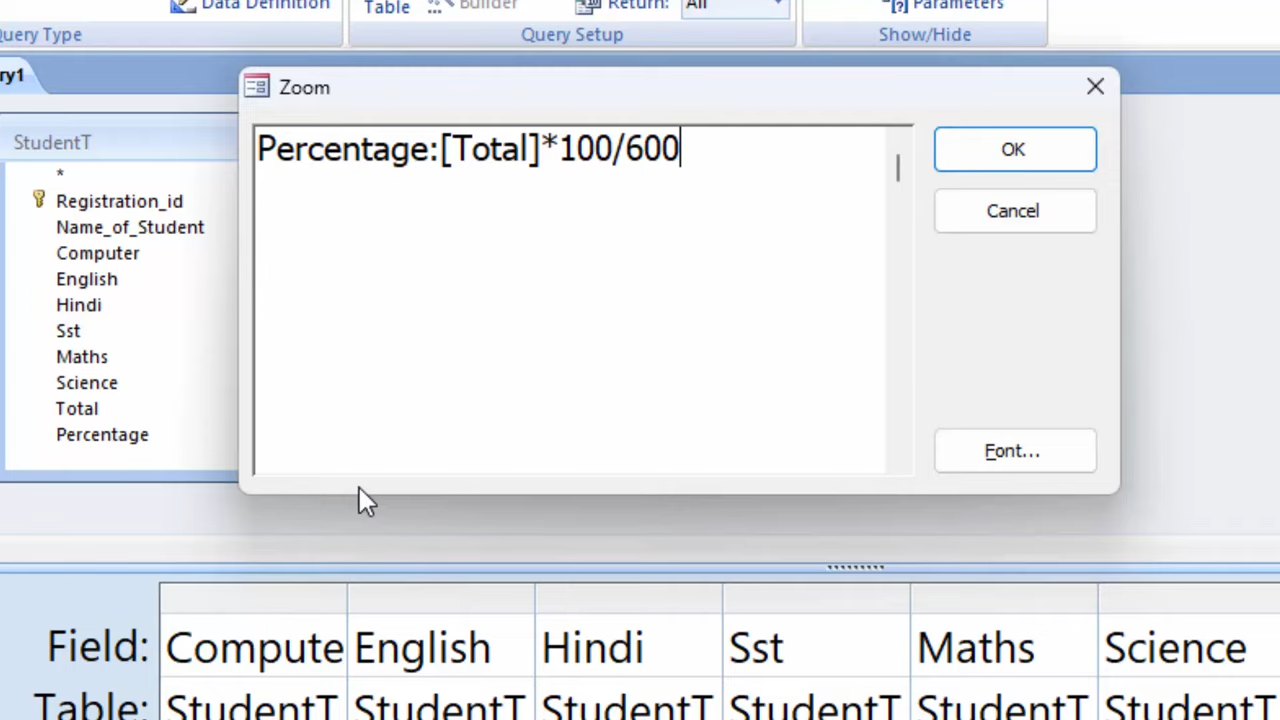 Data Definition
Table Builder Return: All Parameters
Query Type Query Setup Show/Hide
ry1
Zoom
Percentage:[Total]*100/600
OK
Cancel
Font...
StudentT
*
Registration_id
Name_of_Student
Computer
English
Hindi
Sst
Maths
Science
Total
Percentage
Field: Compute English Hindi Sst Maths Science
Table: StudentT StudentT StudentT StudentT StudentT StudentT